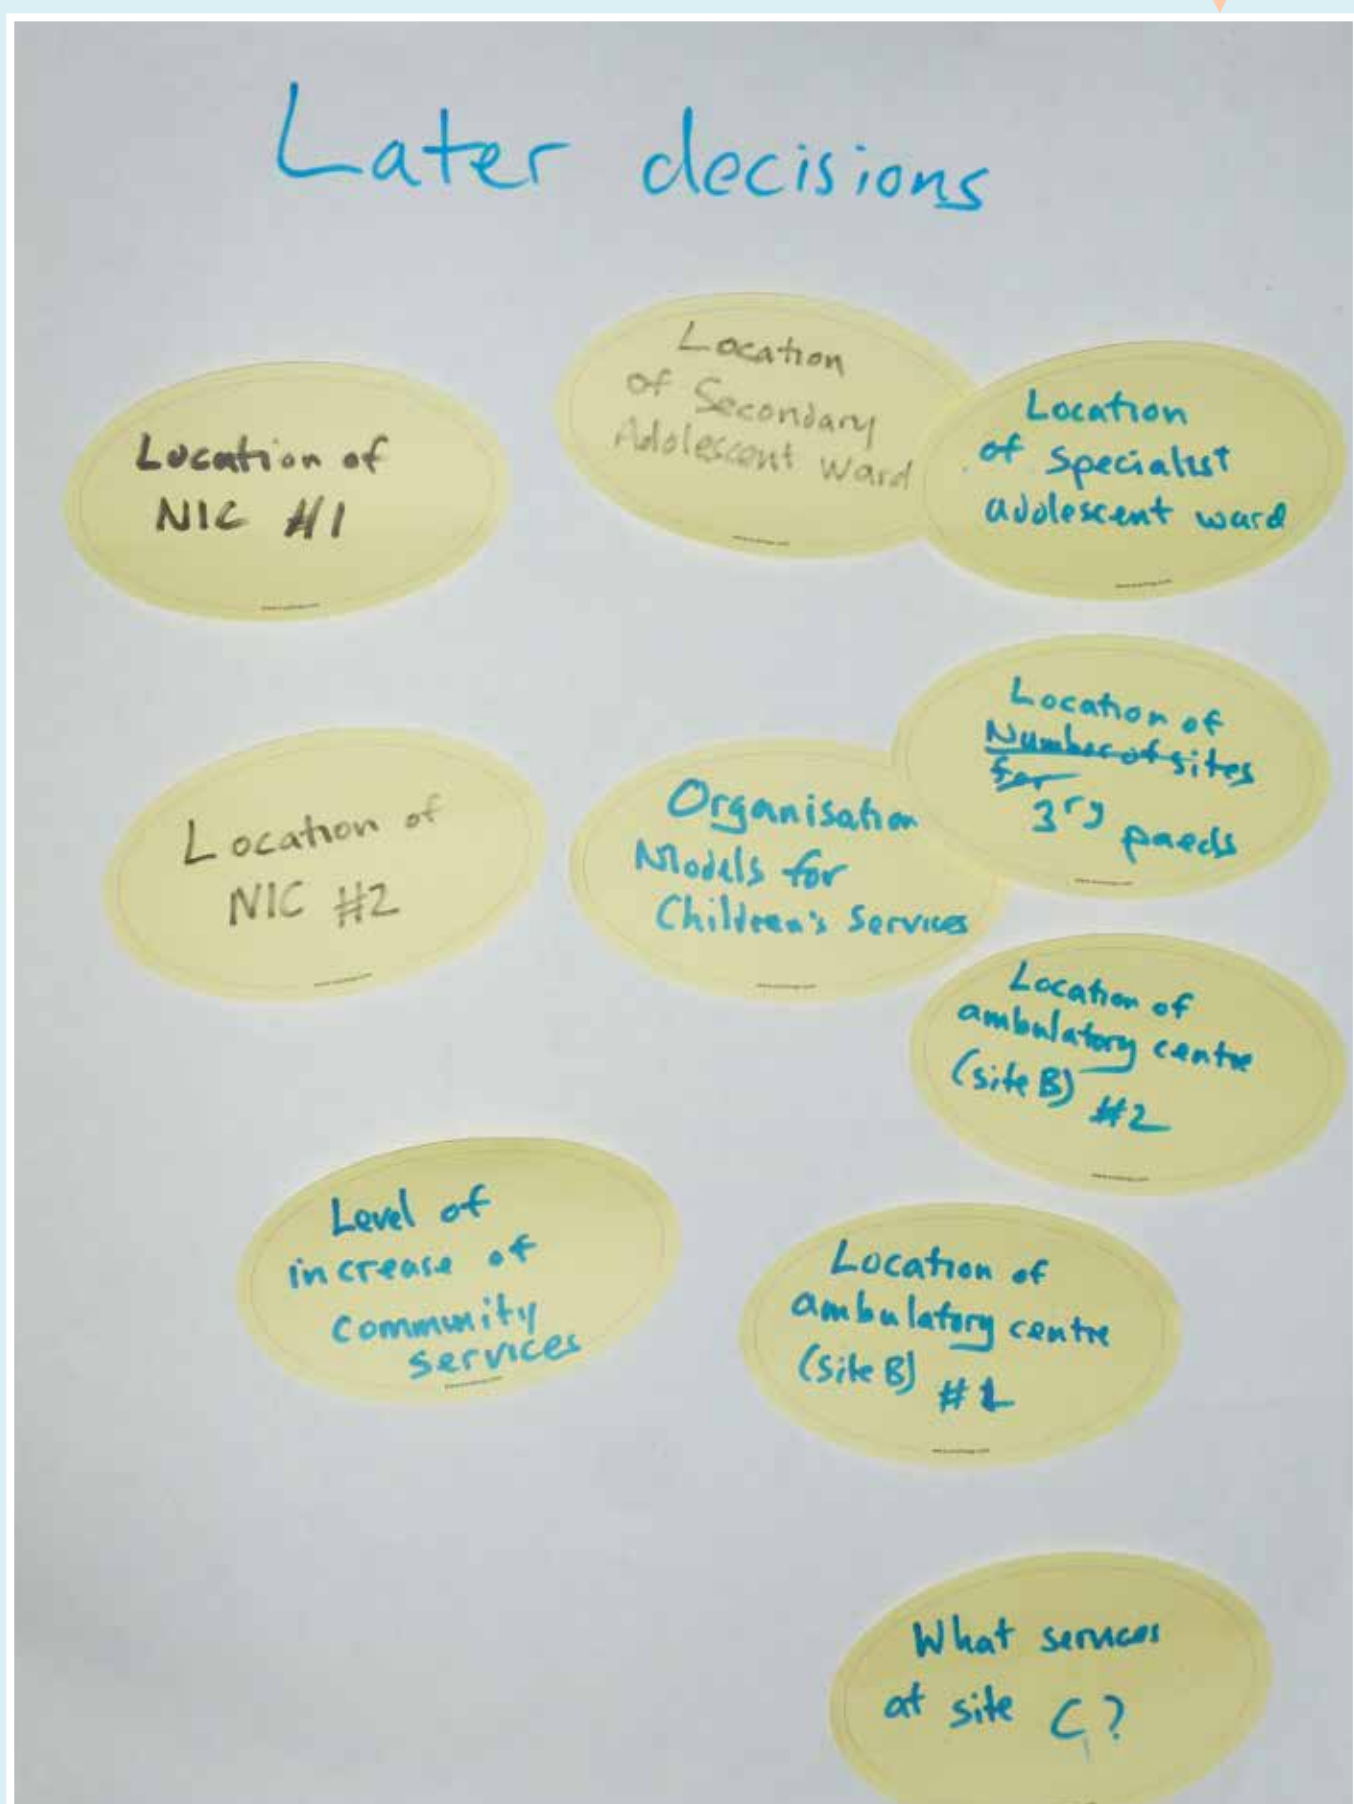 Later decisions
Location of
NIC #1
Location
of Secondary
Adolescent ward
Location
of specialist
adolescent ward
Location of
NIC #2
Organisation
Models for
Children's Services
Location of
Number of sites
for
3ry paeds
Location of
ambulatory centre
(site B) #2
Level of
increase of
community
services
Location of
ambulatory centre
(site B) #1
What services
at site C?